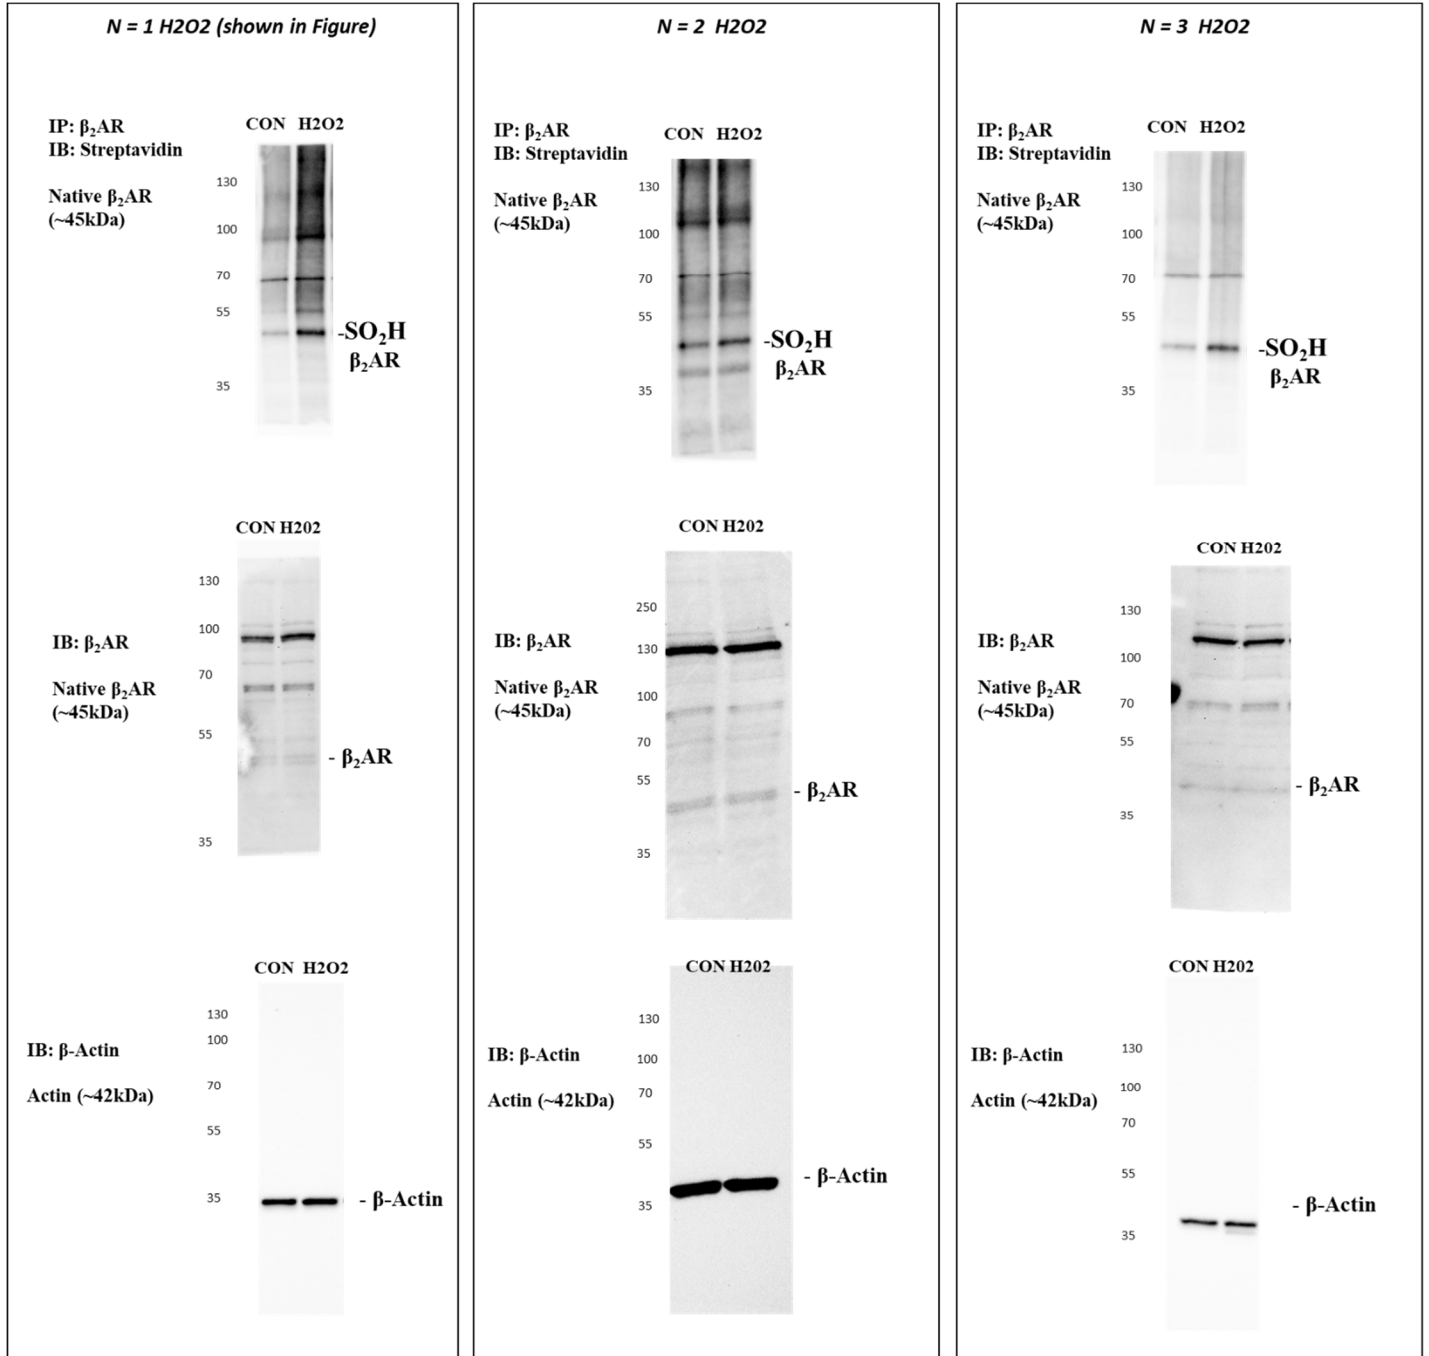 N = 1 H2O2 (shown in Figure)
IP: β₂AR
IB: Streptavidin
Native β₂AR
(~45kDa)
CON H2O2
130
100
70
55
35
-SO₂H
β₂AR
CON H202
IB: β₂AR
Native β₂AR
(~45kDa)
130
100
70
55
35
- β₂AR
CON H2O2
IB: β-Actin
Actin (~42kDa)
130
100
70
55
35
- β-Actin
N = 2 H2O2
IP: β₂AR
IB: Streptavidin
Native β₂AR
(~45kDa)
CON H2O2
130
100
70
55
35
-SO₂H
β₂AR
CON H202
IB: β₂AR
Native β₂AR
(~45kDa)
250
130
100
70
55
35
- β₂AR
CON H202
IB: β-Actin
Actin (~42kDa)
130
100
70
55
35
- β-Actin
N = 3 H2O2
IP: β₂AR
IB: Streptavidin
Native β₂AR
(~45kDa)
CON H2O2
130
100
70
55
35
-SO₂H
β₂AR
CON H202
IB: β₂AR
Native β₂AR
(~45kDa)
130
100
70
55
35
- β₂AR
CON H202
IB: β-Actin
Actin (~42kDa)
130
100
70
55
35
- β-Actin